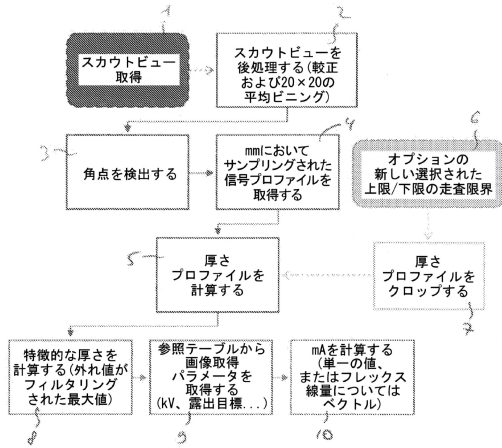 1
スカウトビュー
取得
2
スカウトビューを
後処理する(較正
および20×20の
平均ビニング)
3
角点を検出する
4
mmにおいて
サンプリングされた
信号プロファイルを
取得する
6
オプションの
新しい選択された
上限/下限の走査限界
5
厚さ
プロファイルを
計算する
厚さ
プロファイルを
クロップする
7
特徴的な厚さを
計算する(外れ値が
フィルタリング
された最大値)
8
参照テーブルから
画像取得
パラメータを
取得する
(kV、露出目標...)
9
mAを計算する
(単一の値、
またはフレックス
線量については
ベクトル)
10